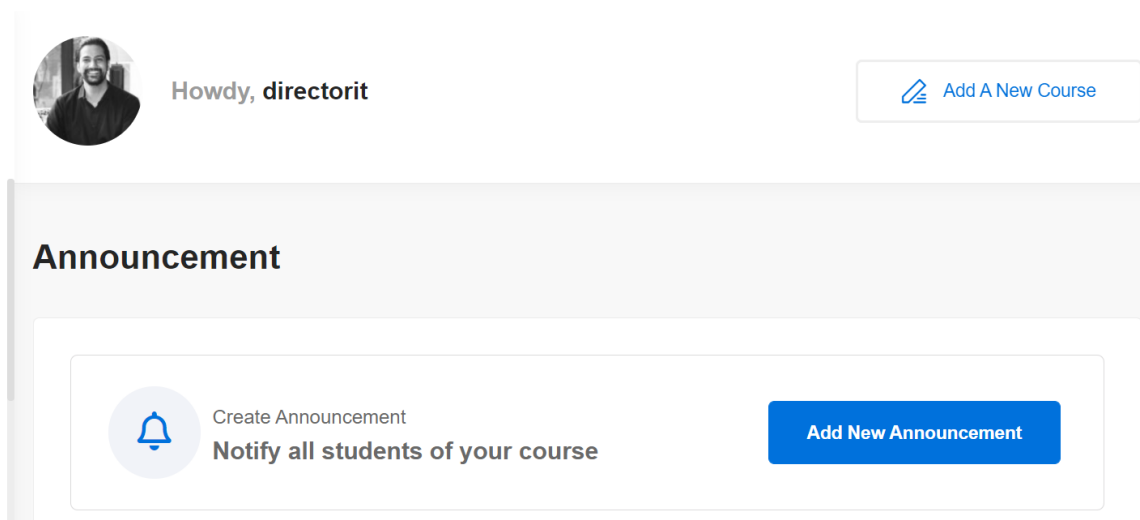 Howdy, directorit
Add A New Course
Announcement
Create Announcement
Notify all students of your course
Add New Announcement